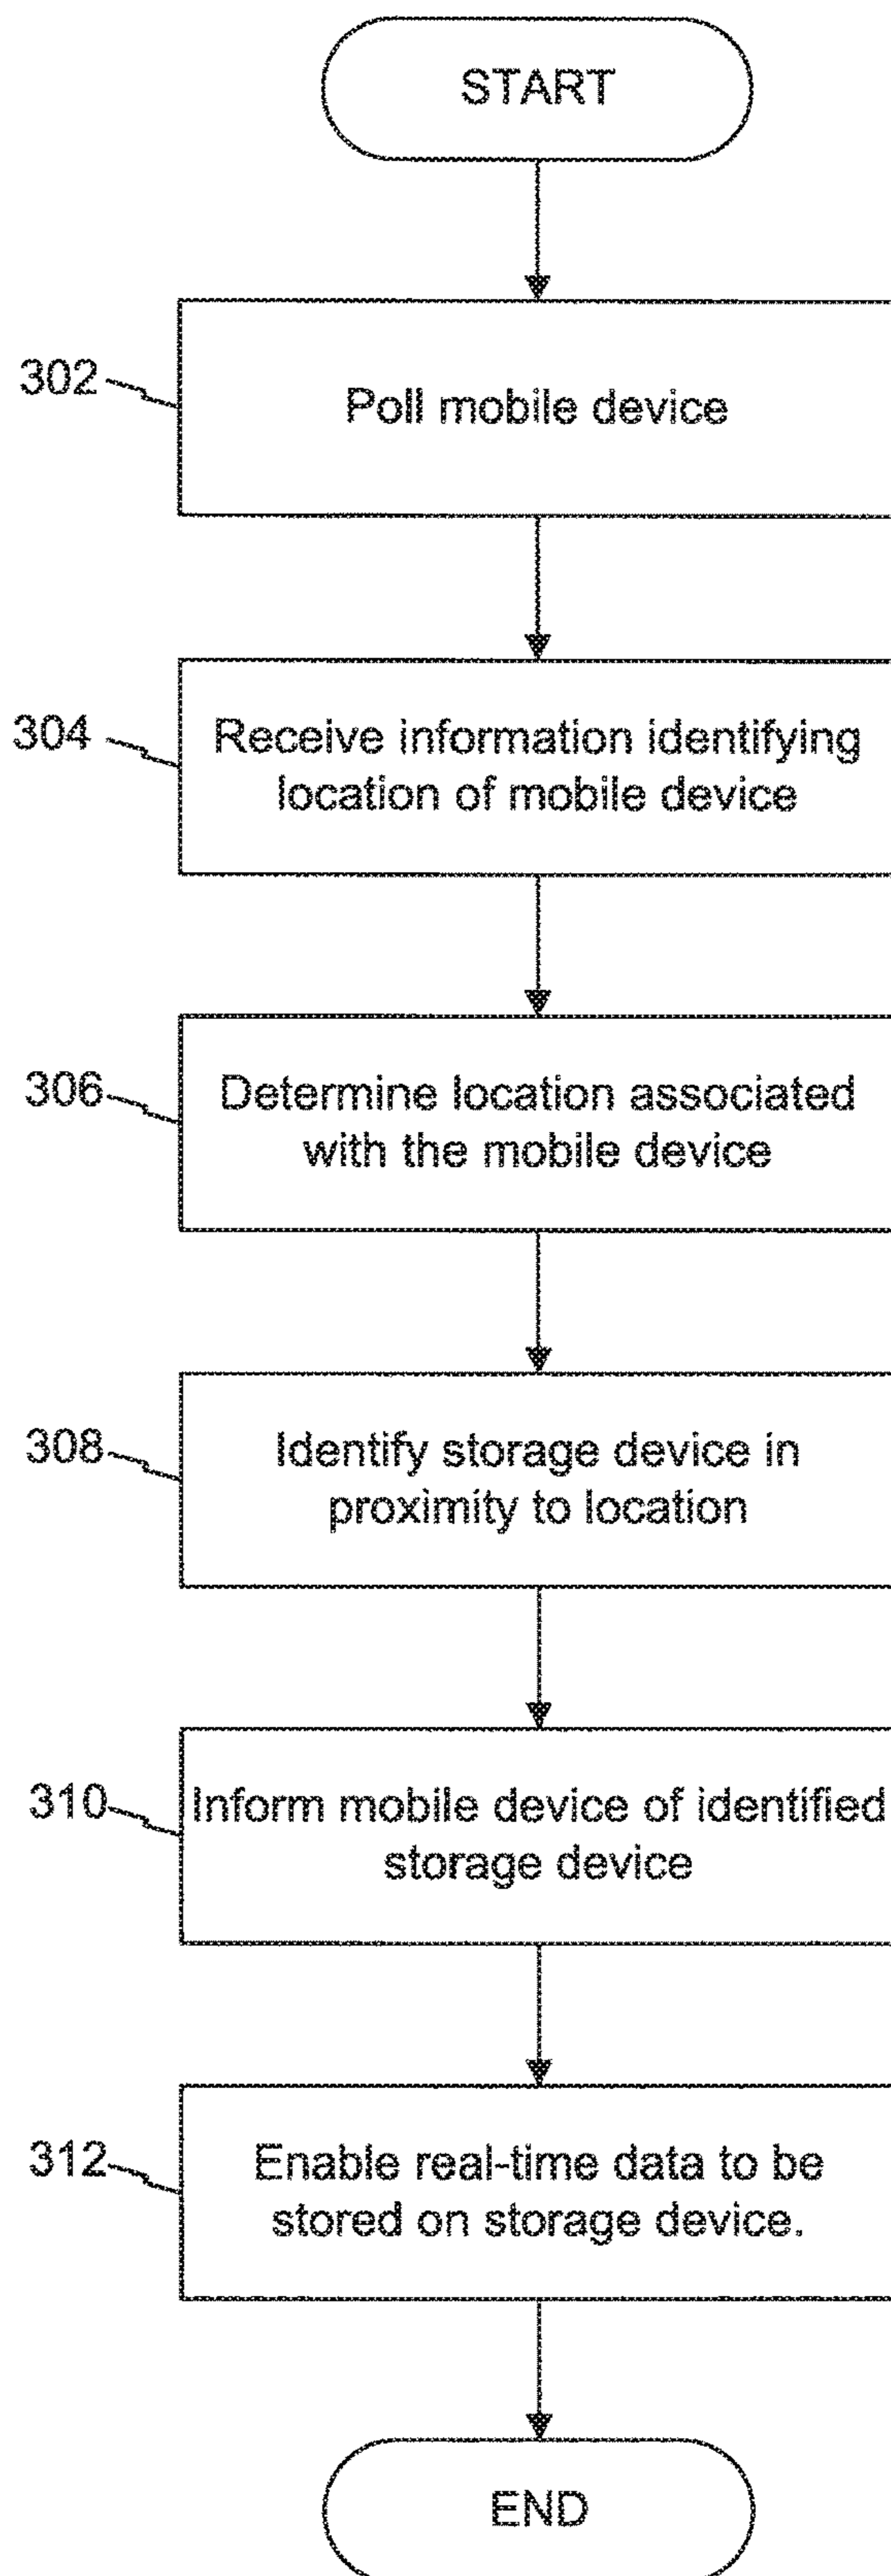 START
302
Poll mobile device
304
Receive information identifying
location of mobile device
306
Determine location associated
with the mobile device
308
Identify storage device in
proximity to location
310
Inform mobile device of identified
storage device
312
Enable real-time data to be
stored on storage device.
END